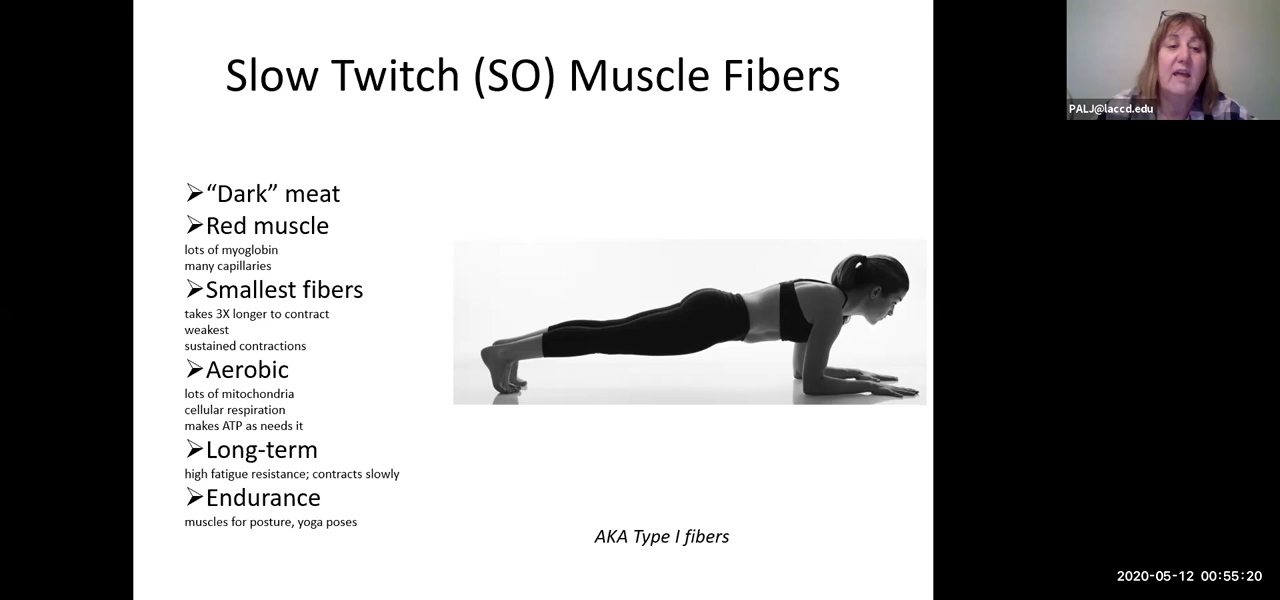 Slow Twitch (SO) Muscle Fibers
PALJ@laccd.edu
➢“Dark” meat
➢Red muscle
lots of myoglobin
many capillaries
➢Smallest fibers
takes 3X longer to contract
weakest
sustained contractions
➢Aerobic
lots of mitochondria
cellular respiration
makes ATP as needs it
➢Long-term
high fatigue resistance; contracts slowly
➢Endurance
muscles for posture, yoga poses
AKA Type I fibers
2020-05-12 00:55:20